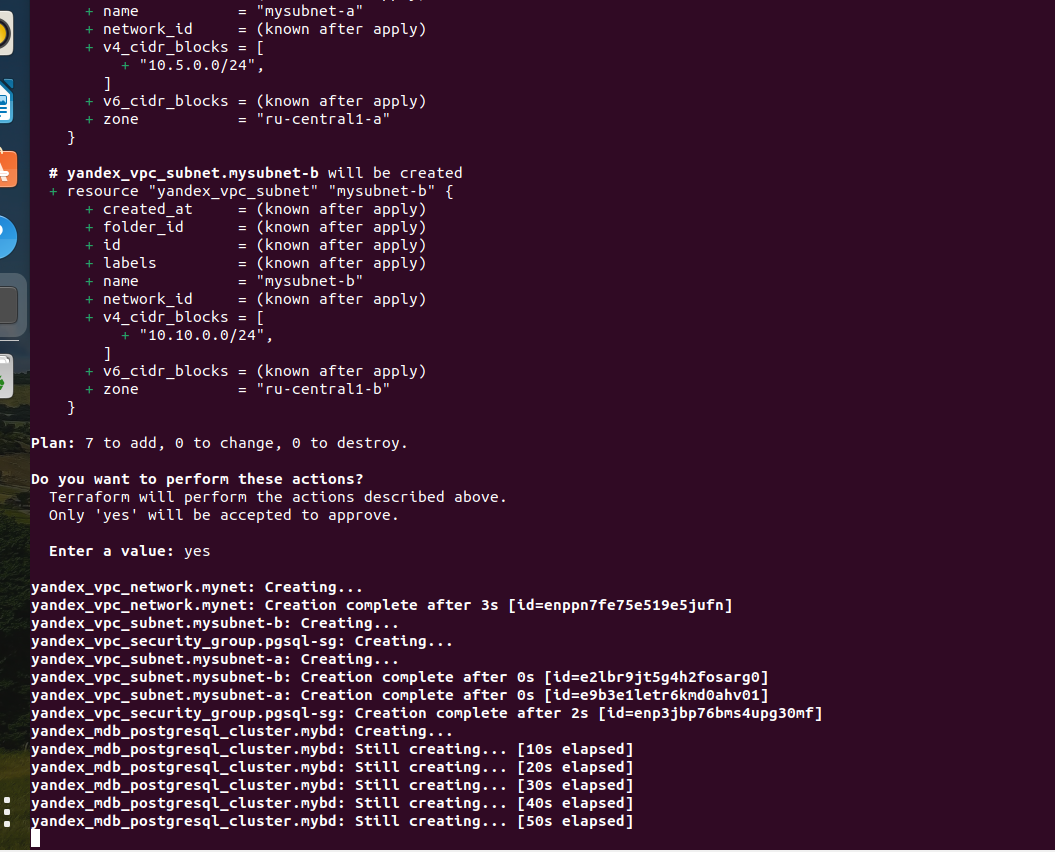 + name = "mysubnet-a"
+ network_id = (known after apply)
+ v4_cidr_blocks = [
+ "10.5.0.0/24",
]
+ v6_cidr_blocks = (known after apply)
+ zone = "ru-central1-a"
}
# yandex_vpc_subnet.mysubnet-b will be created
+ resource "yandex_vpc_subnet" "mysubnet-b" {
+ created_at = (known after apply)
+ folder_id = (known after apply)
+ id = (known after apply)
+ labels = (known after apply)
+ name = "mysubnet-b"
+ network_id = (known after apply)
+ v4_cidr_blocks = [
+ "10.10.0.0/24",
]
+ v6_cidr_blocks = (known after apply)
+ zone = "ru-central1-b"
}
Plan: 7 to add, 0 to change, 0 to destroy.
Do you want to perform these actions?
Terraform will perform the actions described above.
Only 'yes' will be accepted to approve.
Enter a value: yes
yandex_vpc_network.mynet: Creating...
yandex_vpc_network.mynet: Creation complete after 3s [id=enppn7fe75e519e5jufn]
yandex_vpc_subnet.mysubnet-b: Creating...
yandex_vpc_security_group.pgsql-sg: Creating...
yandex_vpc_subnet.mysubnet-a: Creating...
yandex_vpc_subnet.mysubnet-b: Creation complete after 0s [id=e2lbr9jt5g4h2fosarg0]
yandex_vpc_subnet.mysubnet-a: Creation complete after 0s [id=e9b3e1letr6kmd0ahv01]
yandex_vpc_security_group.pgsql-sg: Creation complete after 2s [id=enp3jbp76bms4upg30mf]
yandex_mdb_postgresql_cluster.mybd: Creating...
yandex_mdb_postgresql_cluster.mybd: Still creating... [10s elapsed]
yandex_mdb_postgresql_cluster.mybd: Still creating... [20s elapsed]
yandex_mdb_postgresql_cluster.mybd: Still creating... [30s elapsed]
yandex_mdb_postgresql_cluster.mybd: Still creating... [40s elapsed]
yandex_mdb_postgresql_cluster.mybd: Still creating... [50s elapsed]